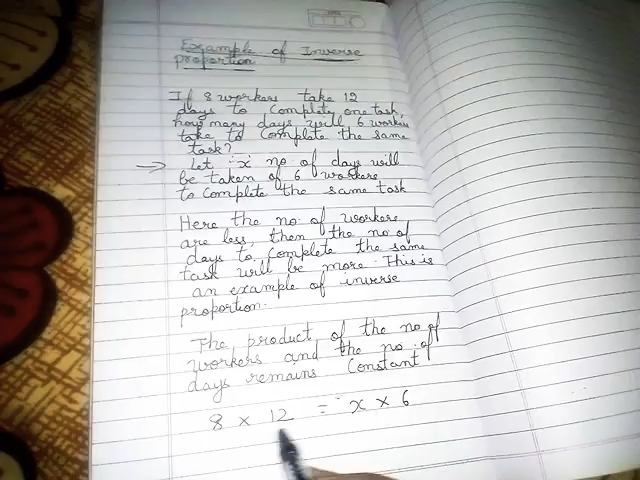 Example of Inverse
proportion
If 8 workers take 12
days to complete one task,
how many days will 6 workers
take to complete the same
task?
→ Let 'x' no of days will
be taken of 6 workers
to complete the same task
Here the no. of workers
are less, then the no of
days to complete the same
task will be more. This is
an example of inverse
proportion.
The product of the no of
workers and the no. of
days remains Constant
8 × 12 = x × 6